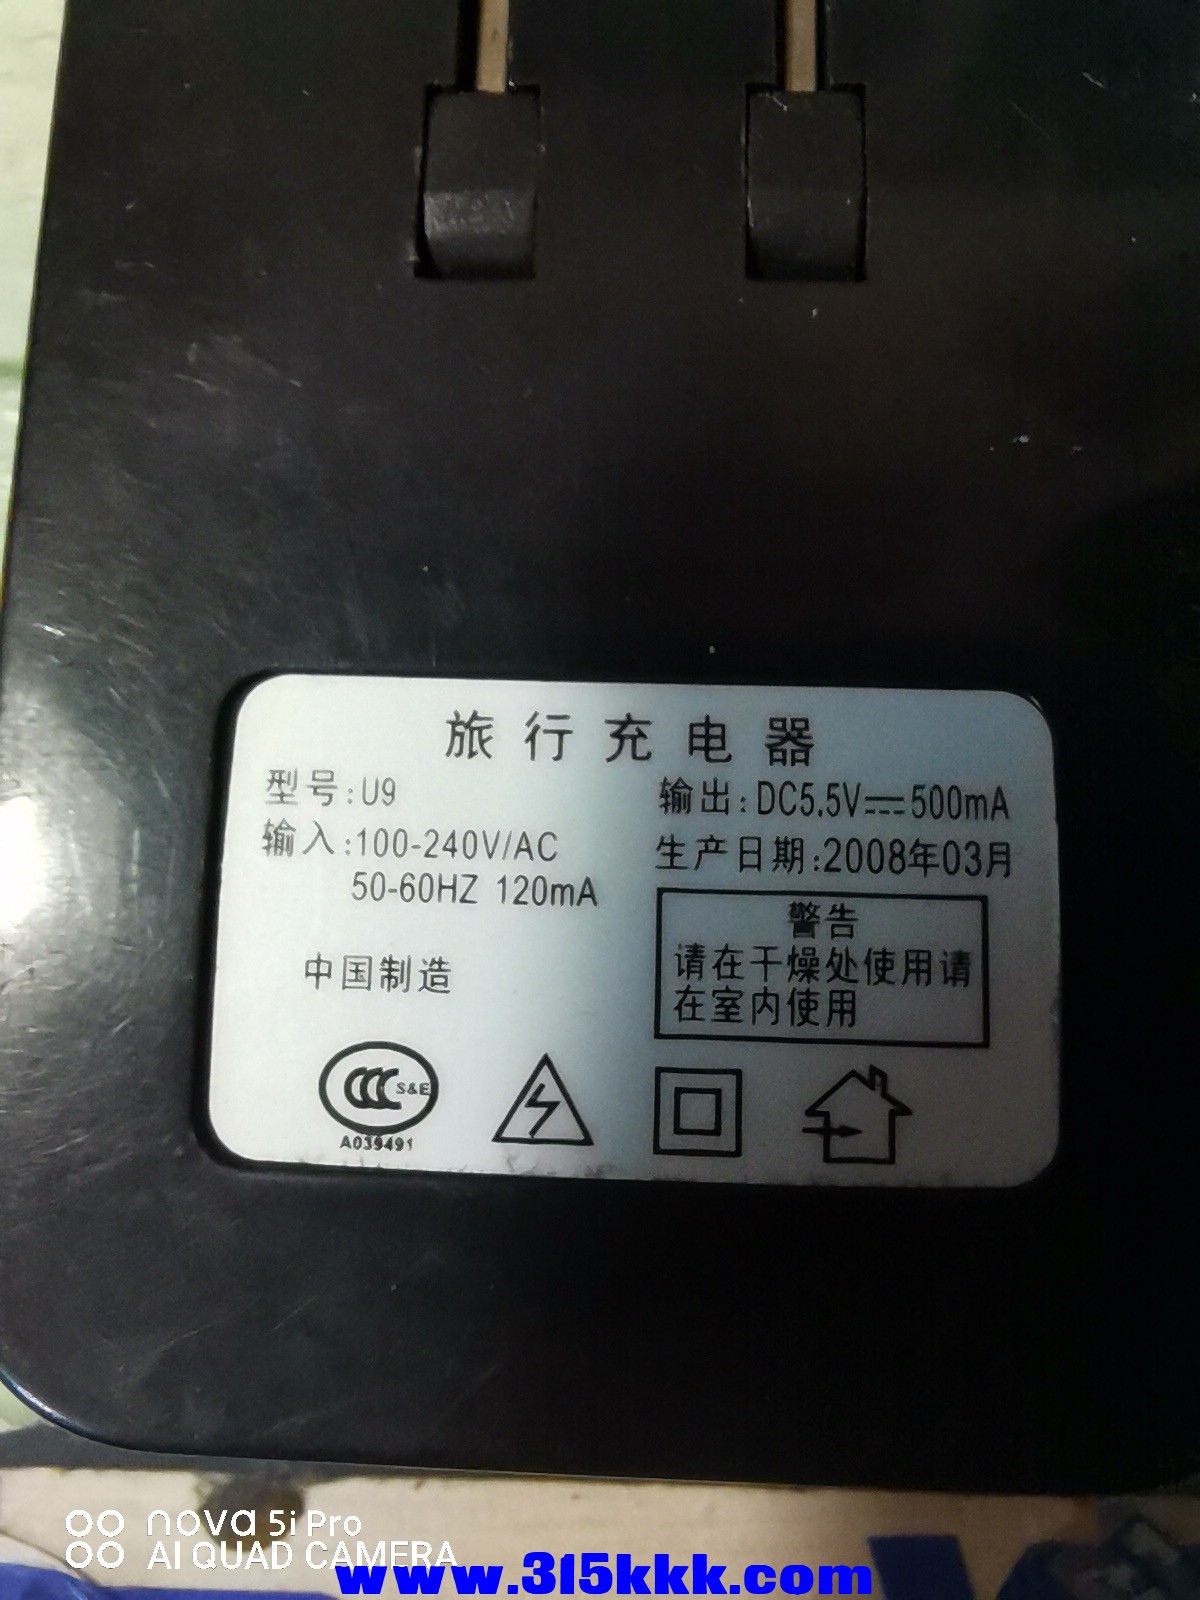 旅行充电器
型号:U9
输入:100-240V/AC
50-60HZ 120mA
中国制造
输出:DC5.5V⎓500mA
生产日期:2008年03月
警告
请在干燥处使用请
在室内使用
CCC S&E
A039491
nova 5i Pro
AI QUAD CAMERA
www.315kkk.com